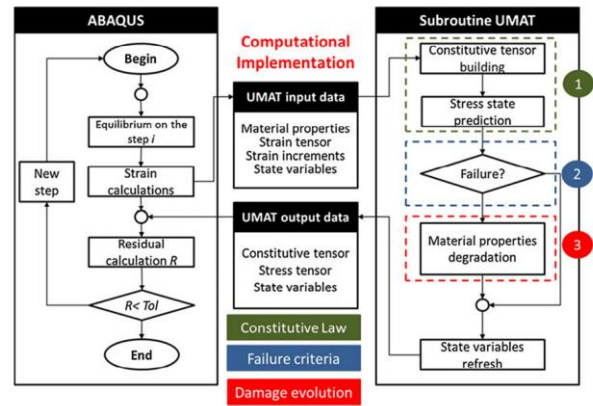 ABAQUS
Begin
Equilibrium on the
step i
Strain
calculations
New
step
Residual
calculation R
R< Tol
End
Computational
Implementation
UMAT input data
Material properties
Strain tensor
Strain increments
State variables
UMAT output data
Constitutive tensor
Stress tensor
State variables
Constitutive Law
Failure criteria
Damage evolution
Subroutine UMAT
Constitutive tensor
building
Stress state
prediction
1
Failure?
2
Material properties
degradation
3
State variables
refresh